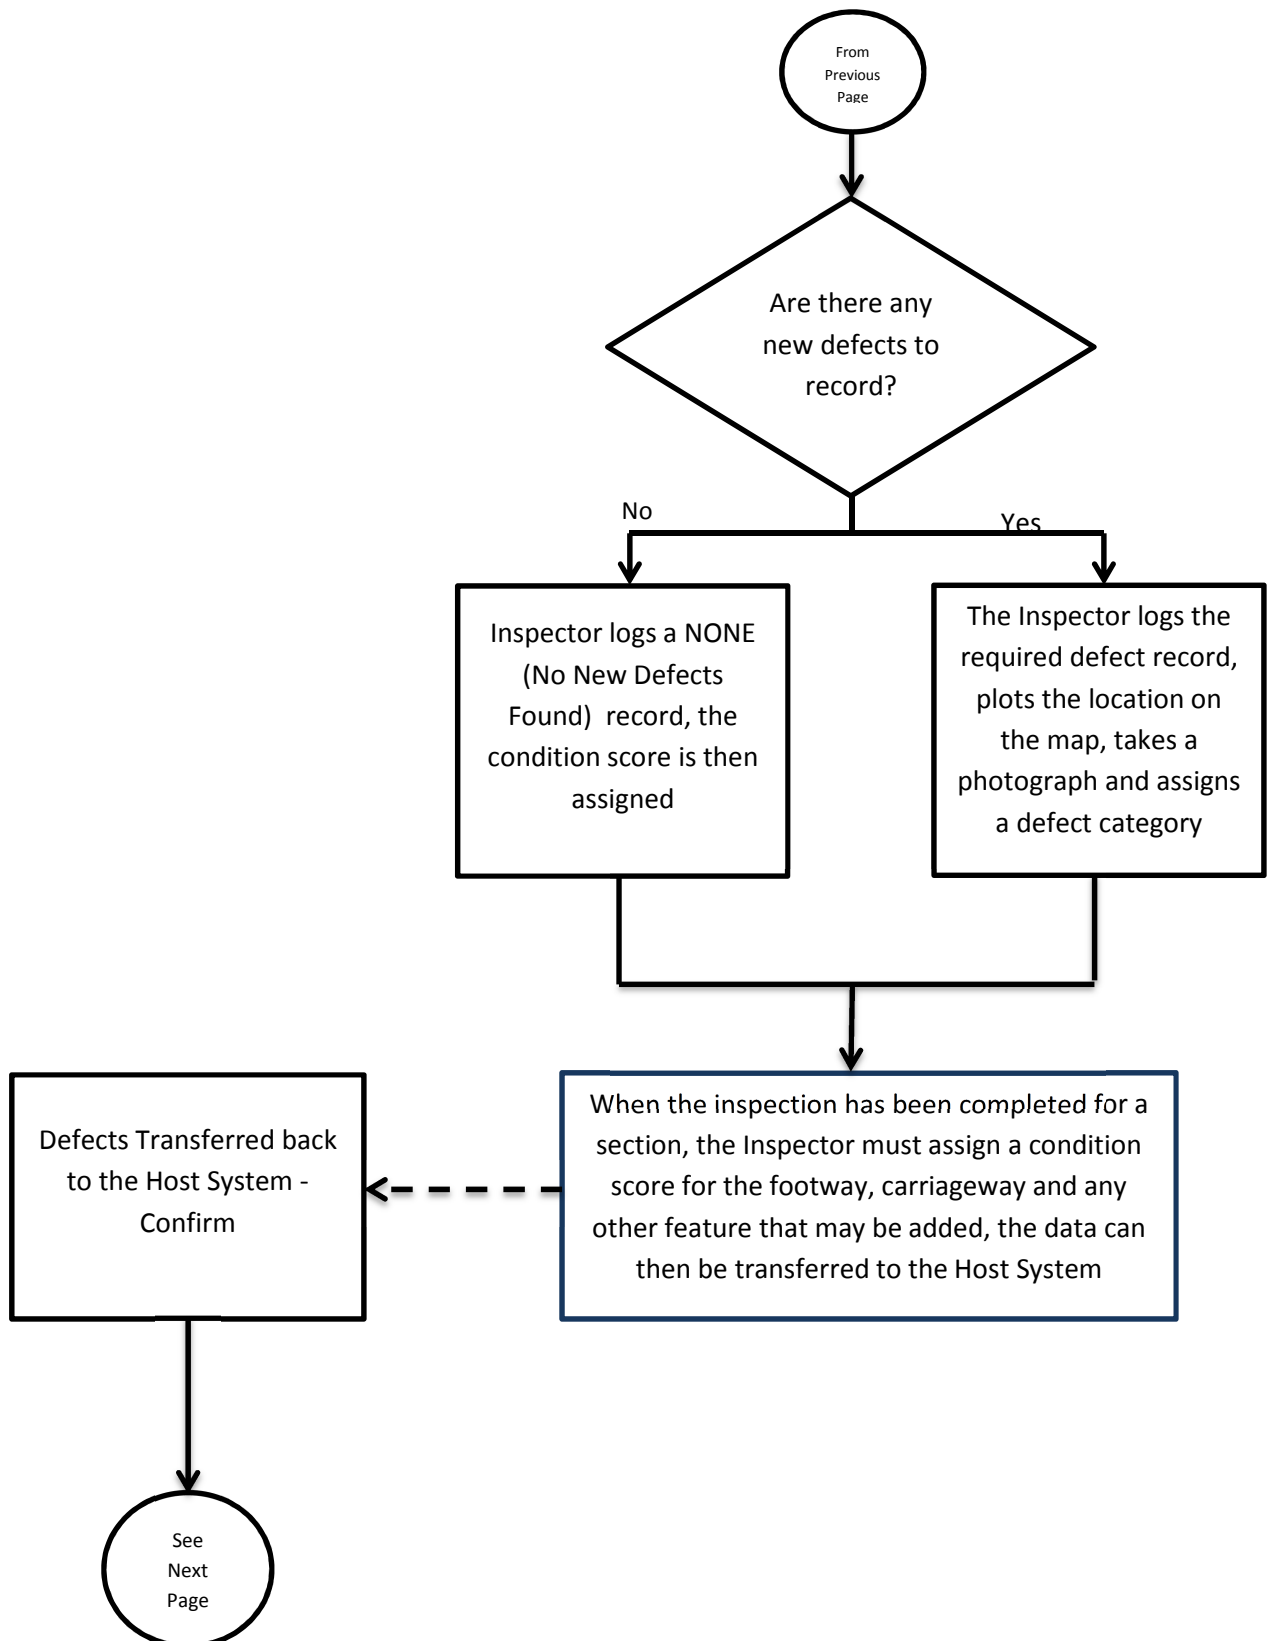 From
Previous
Page
Are there any
new defects to
record?
No
Yes
Inspector logs a NONE
(No New Defects
Found)  record, the
condition score is then
assigned
The Inspector logs the
required defect record,
plots the location on
the map, takes a
photograph and assigns
a defect category
When the inspection has been completed for a
section, the Inspector must assign a condition
score for the footway, carriageway and any
other feature that may be added, the data can
then be transferred to the Host System
Defects Transferred back
to the Host System -
Confirm
See
Next
Page